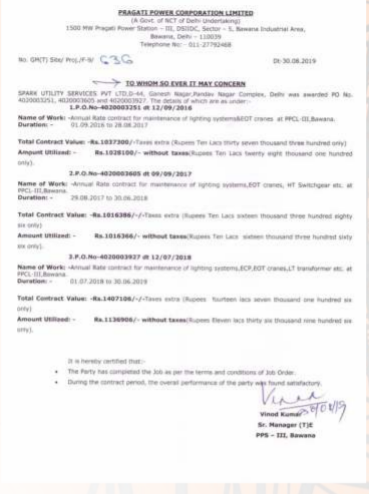 PRAGATI POWER CORPORATION LIMITED
(A Govt. of NCT of Delhi Undertaking)
1500 MW Pragati Power Station – III, DSIIDC, Sector – 5, Bawana Industrial Area,
Bawana, Delhi – 110039
Telephone No: - 011-27792468
No. GM(T) Site/ Proj./F-9/ 636 Dt: 30.08.2019
TO WHOM SO EVER IT MAY CONCERN
SPARK UTILITY SERVICES PVT LTD,D-64, Ganesh Nagar,Pandav Nagar Complex, Delhi was awarded PO No.
4020003251, 4020003605 and 4020003927. The details of which are as under:-
1.P.O.No-4020003251 dt 12/09/2016
Name of Work: -Annual Rate contract for maintenance of lighting systems&EOT cranes at PPCL-III,Bawana.
Duration: - 01.09.2016 to 28.08.2017
Total Contract Value: -Rs.1037200/-Taxes extra (Rupees Ten Lacs thirty seven thousand three hundred only)
Amount Utilized: - Rs.1028100/- without taxes(Rupees Ten Lacs twenty eight thousand one hundred
only).
2.P.O.No-4020003605 dt 09/09/2017
Name of Work: -Annual Rate contract for maintenance of lighting systems,EOT cranes, HT Switchgear etc. at
PPCL-III,Bawana.
Duration: - 29.08.2017 to 30.06.2018
Total Contract Value: -Rs.1016386/-/-Taxes extra (Rupees Ten Lacs sixteen thousand three hundred eighty
six only)
Amount Utilized: - Rs.1016366/- without taxes(Rupees Ten Lacs sixteen thousand three hundred sixty
six only).
3.P.O.No-4020003927 dt 12/07/2018
Name of Work: -Annual Rate contract for maintenance of lighting systems,ECP,EOT cranes,LT transformer etc. at
PPCL-III,Bawana.
Duration: - 01.07.2018 to 30.06.2019
Total Contract Value: -Rs.1407106/-/-Taxes extra (Rupees fourteen lacs seven thousand one hundred six
only)
Amount Utilized: - Rs.1136906/- without taxes(Rupees Eleven lacs thirty six thousand nine hundred six
only).
It is hereby certified that:-
• The Party has completed the Job as per the terms and conditions of Job Order.
• During the contract period, the overall performance of the party was found satisfactory.
Vinod
Vinod Kumar
Sr. Manager (T)E
PPS – III, Bawana